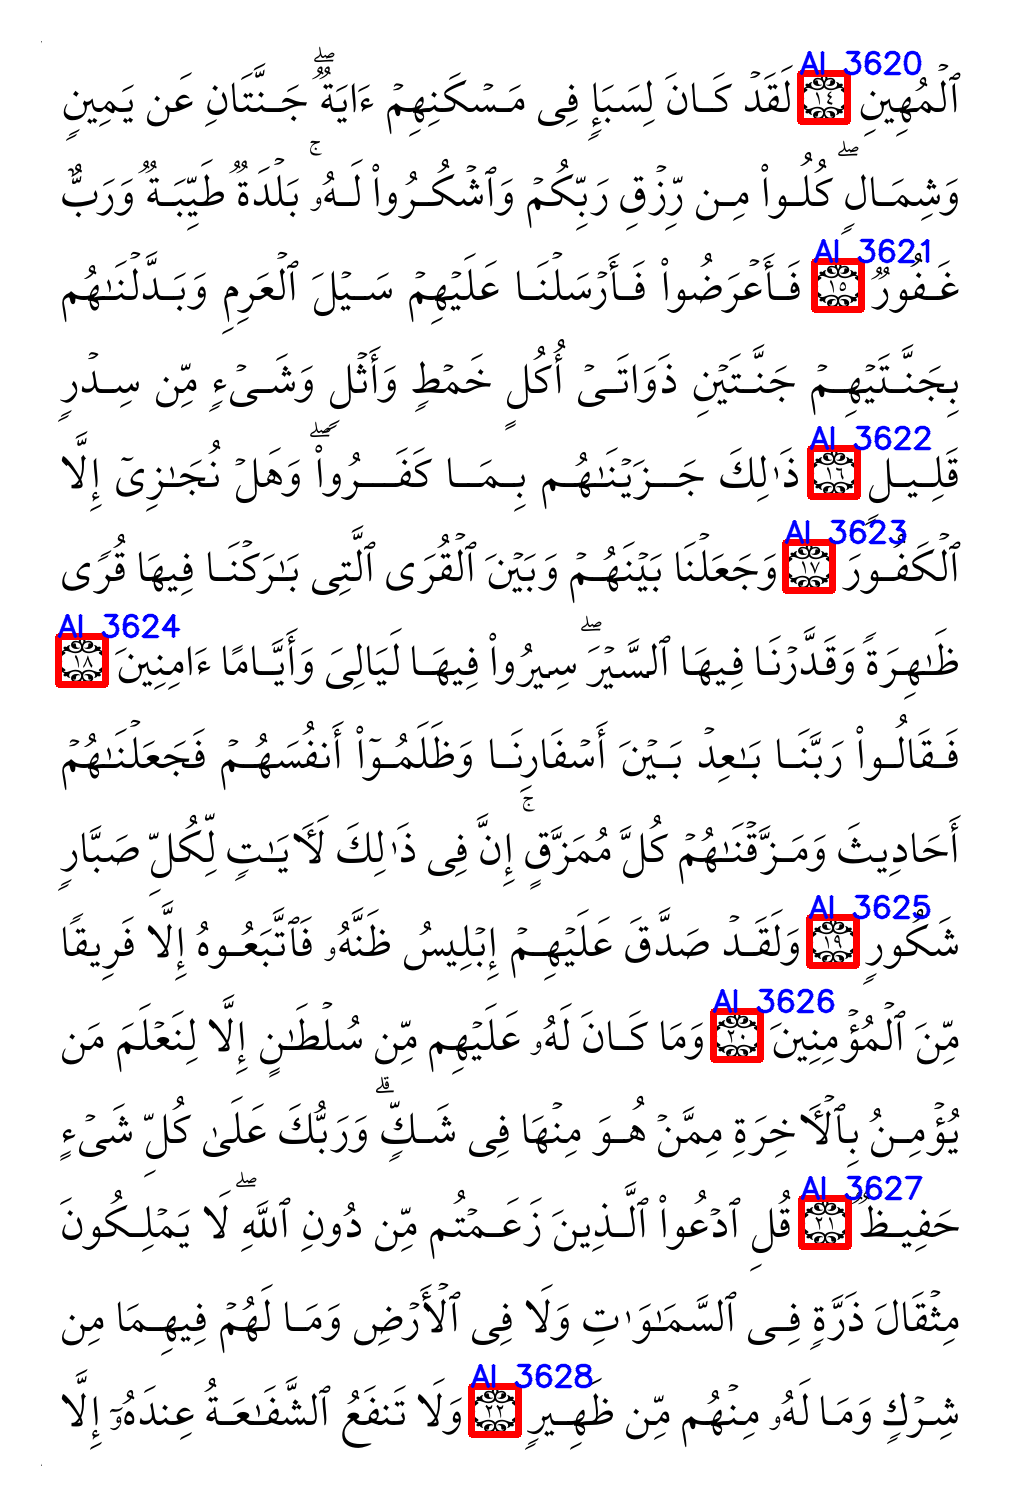 AI_3620
ٱلۡمُهِينِ ١٤ لَقَدۡ كَانَ لِسَبَإٖ فِي مَسۡكَنِهِمۡ ءَايَةٞۖ جَنَّتَانِ عَن يَمِينٖ
وَشِمَالٖۖ كُلُواْ مِن رِّزۡقِ رَبِّكُمۡ وَٱشۡكُرُواْ لَهُۥۚ بَلۡدَةٞ طَيِّبَةٞ وَرَبٌّ
AI_3621
غَفُورٞ ١٥ فَأَعۡرَضُواْ فَأَرۡسَلۡنَا عَلَيۡهِمۡ سَيۡلَ ٱلۡعَرِمِ وَبَدَّلۡنَٰهُم
بِجَنَّتَيۡهِمۡ جَنَّتَيۡنِ ذَوَاتَيۡ أُكُلٍ خَمۡطٖ وَأَثۡلٖ وَشَيۡءٖ مِّن سِدۡرٖ
AI_3622
قَلِيلٖ ١٦ ذَٰلِكَ جَزَيۡنَٰهُم بِمَا كَفَرُواْۖ وَهَلۡ نُجَٰزِيٓ إِلَّا
AI_3623
ٱلۡكَفُورَ ١٧ وَجَعَلۡنَا بَيۡنَهُمۡ وَبَيۡنَ ٱلۡقُرَى ٱلَّتِي بَٰرَكۡنَا فِيهَا قُرٗى
AI_3624
ظَٰهِرَةٗ وَقَدَّرۡنَا فِيهَا ٱلسَّيۡرَۖ سِيرُواْ فِيهَا لَيَالِيَ وَأَيَّامًا ءَامِنِينَ ١٨
فَقَالُواْ رَبَّنَا بَٰعِدۡ بَيۡنَ أَسۡفَارِنَا وَظَلَمُوٓاْ أَنفُسَهُمۡ فَجَعَلۡنَٰهُمۡ
أَحَادِيثَ وَمَزَّقۡنَٰهُمۡ كُلَّ مُمَزَّقٍۚ إِنَّ فِي ذَٰلِكَ لَأٓيَٰتٖ لِّكُلِّ صَبَّارٖ
AI_3625
شَكُورٖ ١٩ وَلَقَدۡ صَدَّقَ عَلَيۡهِمۡ إِبۡلِيسُ ظَنَّهُۥ فَٱتَّبَعُوهُ إِلَّا فَرِيقٗا
AI_3626
مِّنَ ٱلۡمُؤۡمِنِينَ ٢٠ وَمَا كَانَ لَهُۥ عَلَيۡهِم مِّن سُلۡطَٰنٍ إِلَّا لِنَعۡلَمَ مَن
يُؤۡمِنُ بِٱلۡأٓخِرَةِ مِمَّنۡ هُوَ مِنۡهَا فِي شَكّٖۗ وَرَبُّكَ عَلَىٰ كُلِّ شَيۡءٍ
AI_3627
حَفِيظٞ ٢١ قُلِ ٱدۡعُواْ ٱلَّذِينَ زَعَمۡتُم مِّن دُونِ ٱللَّهِۖ لَا يَمۡلِكُونَ
مِثۡقَالَ ذَرَّةٖ فِي ٱلسَّمَٰوَٰتِ وَلَا فِي ٱلۡأَرۡضِ وَمَا لَهُمۡ فِيهِمَا مِن
AI_3628
شِرۡكٖ وَمَا لَهُۥ مِنۡهُم مِّن ظَهِيرٖ ٢٢ وَلَا تَنفَعُ ٱلشَّفَٰعَةُ عِندَهُۥٓ إِلَّا